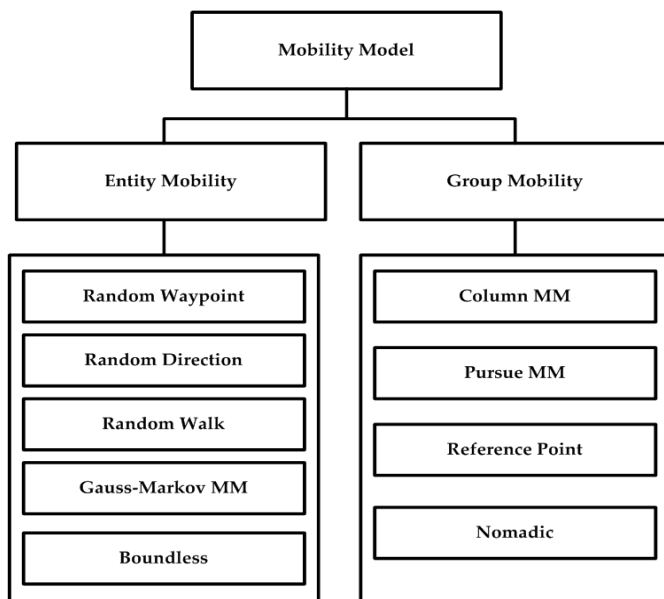 Mobility Model
Entity Mobility
Group Mobility
Random Waypoint
Random Direction
Random Walk
Gauss-Markov MM
Boundless
Column MM
Pursue MM
Reference Point
Nomadic